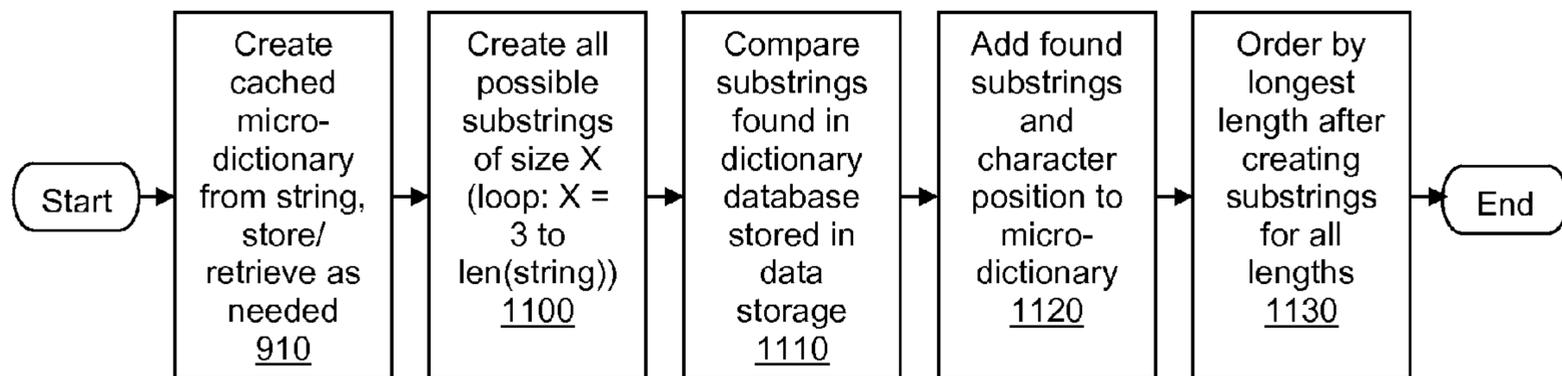 Start
Create
cached
micro-
dictionary
from string,
store/
retrieve as
needed
910
Create all
possible
substrings
of size X
(loop: X =
3 to
len(string))
1100
Compare
substrings
found in
dictionary
database
stored in
data
storage
1110
Add found
substrings
and
character
position to
micro-
dictionary
1120
Order by
longest
length after
creating
substrings
for all
lengths
1130
End